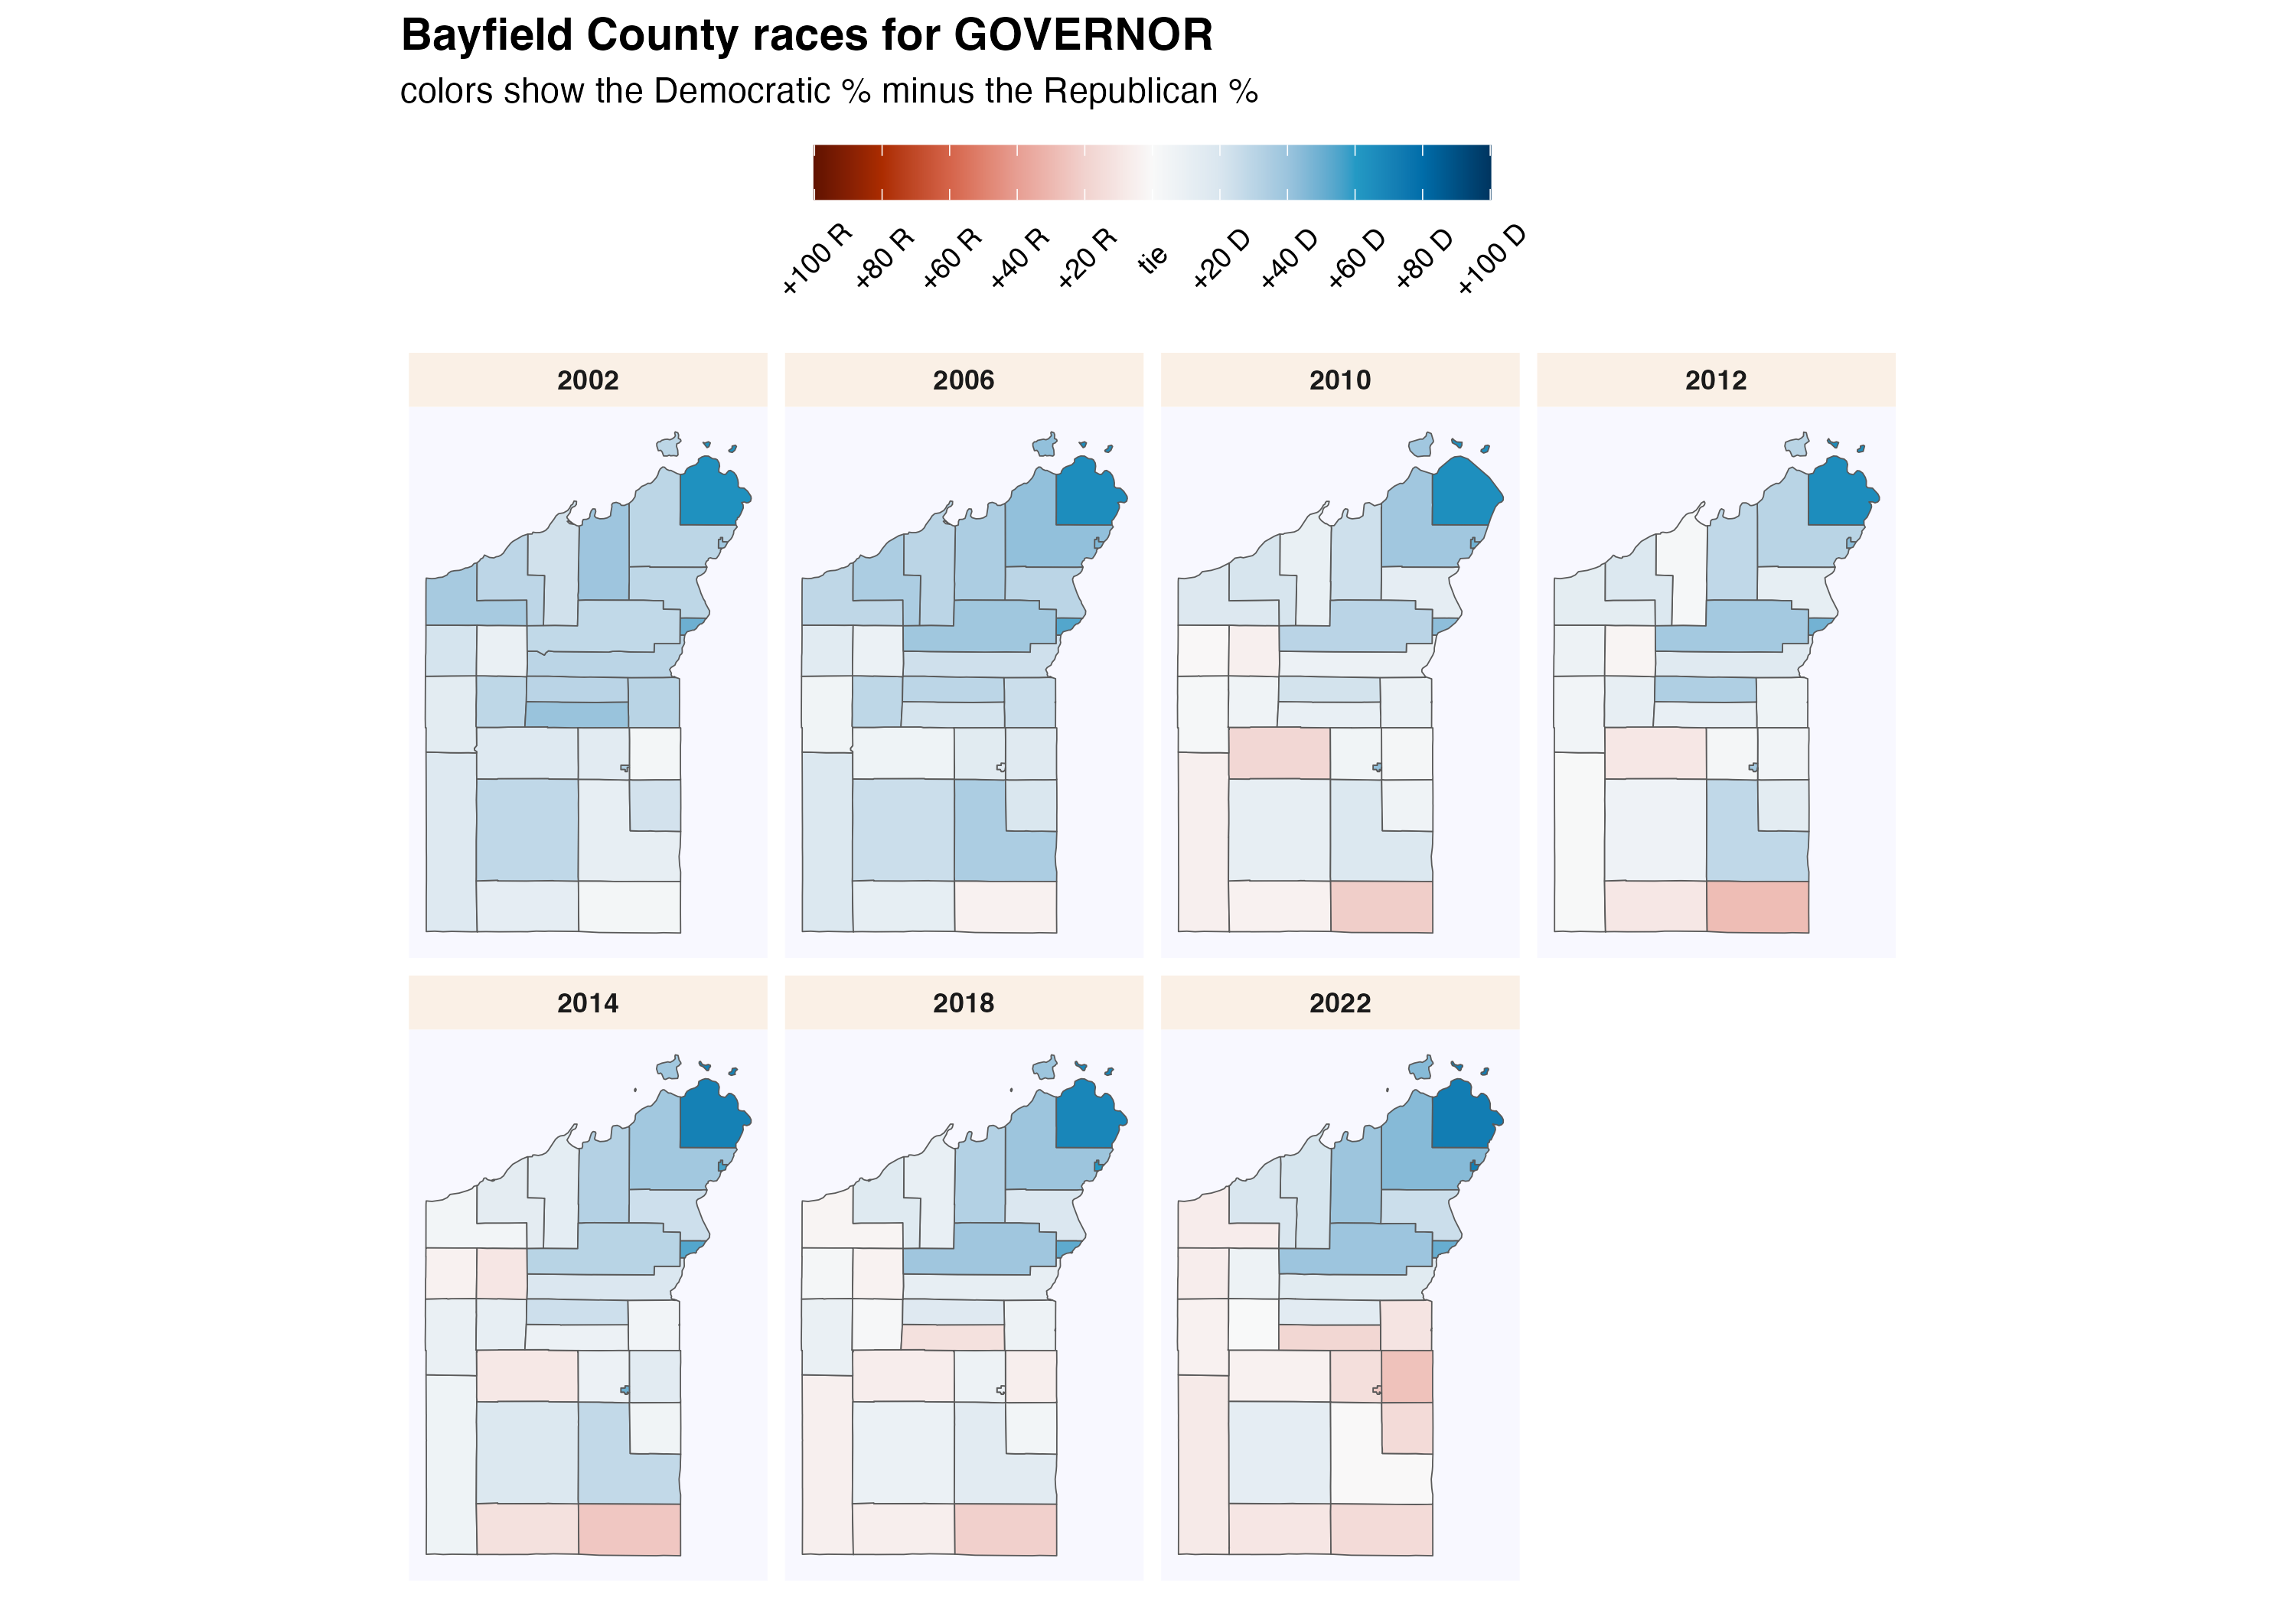 Bayfield County races for GOVERNOR
colors show the Democratic % minus the Republican %
+100 R +80 R +60 R +40 R +20 R tie +20 D +40 D +60 D +80 D +100 D
2002 2006 2010 2012
2014 2018 2022